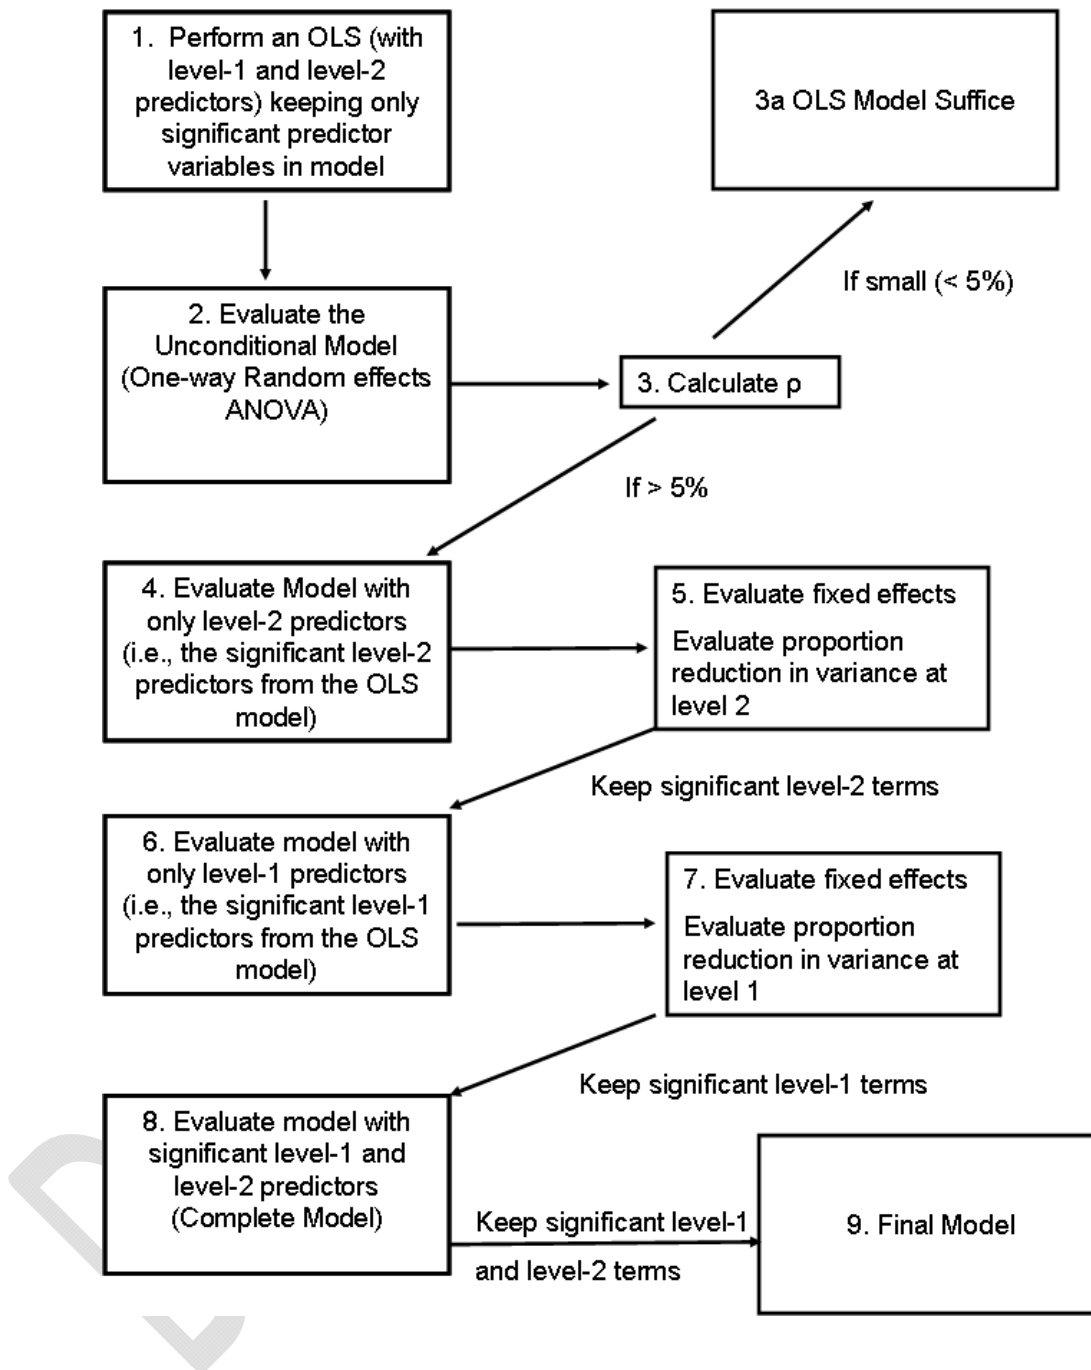 1. Perform an OLS (with
level-1 and level-2
predictors) keeping only
significant predictor
variables in model
3a OLS Model Suffice
If small (< 5%)
2. Evaluate the
Unconditional Model
(One-way Random effects
ANOVA)
3. Calculate ρ
If > 5%
4. Evaluate Model with
only level-2 predictors
(i.e., the significant level-2
predictors from the OLS
model)
5. Evaluate fixed effects
Evaluate proportion
reduction in variance at
level 2
Keep significant level-2 terms
6. Evaluate model with
only level-1 predictors
(i.e., the significant level-1
predictors from the OLS
model)
7. Evaluate fixed effects
Evaluate proportion
reduction in variance at
level 1
Keep significant level-1 terms
8. Evaluate model with
significant level-1 and
level-2 predictors
(Complete Model)
Keep significant level-1
and level-2 terms
9. Final Model